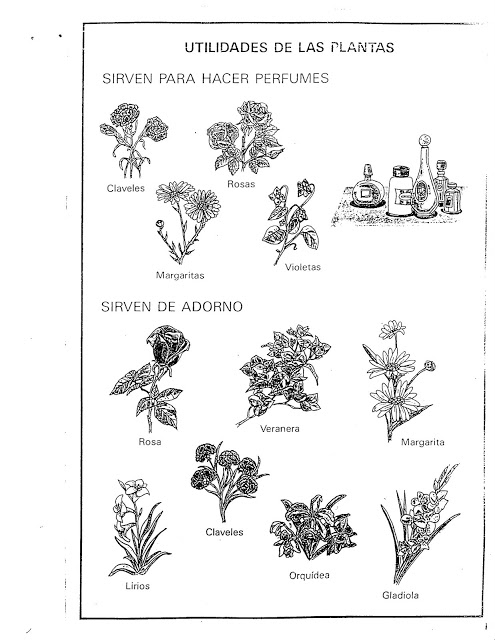 UTILIDADES DE LAS PLANTAS
SIRVEN PARA HACER PERFUMES
Claveles
Rosas
Margaritas
Violetas
SIRVEN DE ADORNO
Rosa
Veranera
Margarita
Claveles
Lirios
Orquídea
Gladiola